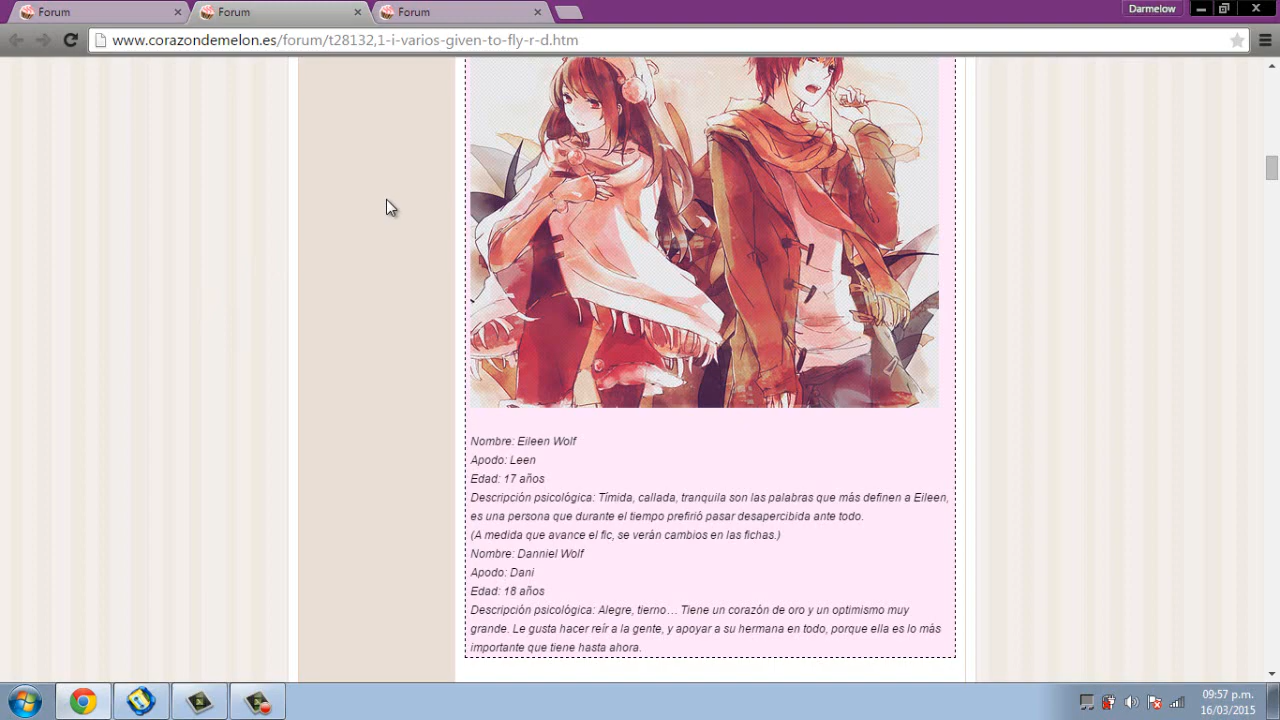 Forum
Forum
Forum
Darmelow
www.corazondemelon.es/forum/t28132,1-i-varios-given-to-fly-r-d.htm
Nombre: Eileen Wolf
Apodo: Leen
Edad: 17 años
Descripción psicológica: Tímida, callada, tranquila son las palabras que más definen a Eileen,
es una persona que durante el tiempo prefirió pasar desapercibida ante todo.
(A medida que avance el fic, se verán cambios en las fichas.)
Nombre: Danniel Wolf
Apodo: Dani
Edad: 18 años
Descripción psicológica: Alegre, tierno… Tiene un corazón de oro y un optimismo muy
grande. Le gusta hacer reír a la gente, y apoyar a su hermana en todo, porque ella es lo más
importante que tiene hasta ahora.
09:57 p.m.
16/03/2015